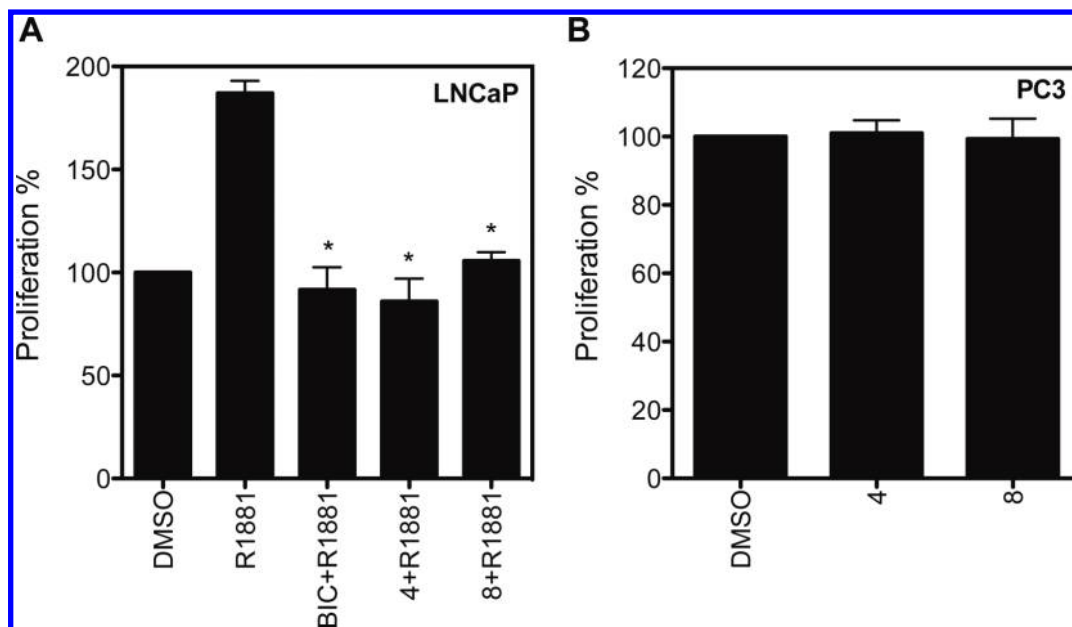 A
LNCaP
Proliferation %
200
150
100
50
0
DMSO
R1881
BIC+R1881
4+R1881
8+R1881
*
*
*
B
PC3
Proliferation %
120
100
80
60
40
20
0
DMSO
4
8